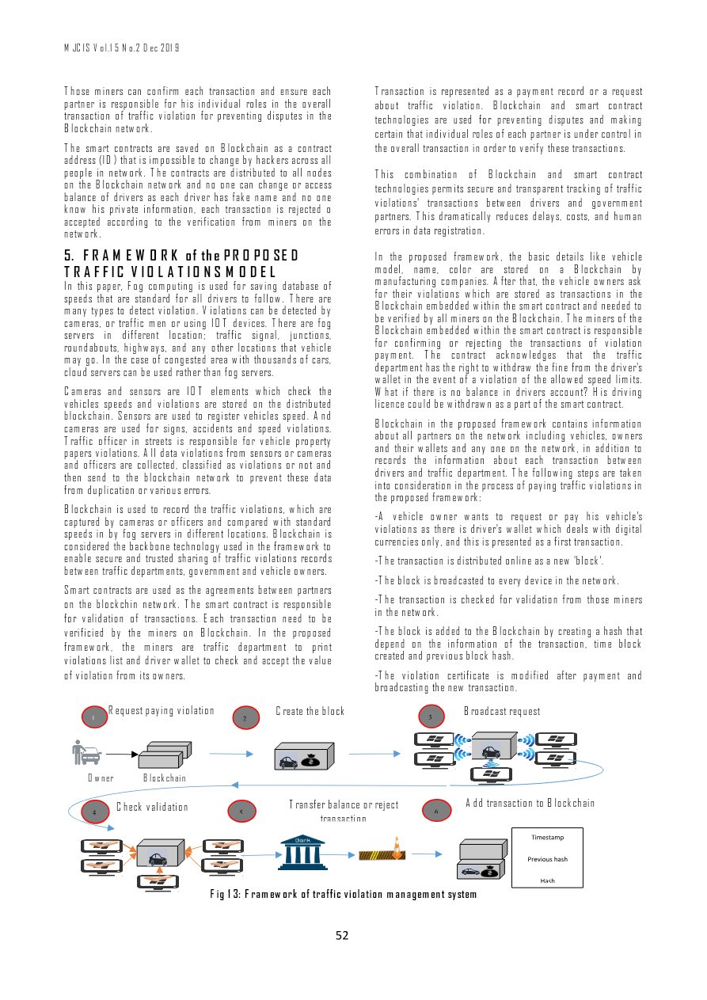 MJCIS Vol.15 No.2 Dec 2019
Those miners can confirm each transaction and ensure each
partner is responsible for his individual roles in the overall
transaction of traffic violation for preventing disputes in the
Blockchain network.
The smart contracts are saved on Blockchain as a contract
address (ID) that is impossible to change by hackers across all
people in network. The contracts are distributed to all nodes
on the Blockchain network and no one can change or access
balance of drivers as each driver has fake name and no one
know his private information, each transaction is rejected o
accepted according to the verification from miners on the
network.
5. FRAMEWORK of the PROPOSED
TRAFFIC VIOLATIONS MODEL
In this paper, Fog computing is used for saving database of
speeds that are standard for all drivers to follow. There are
many types to detect violation. Violations can be detected by
cameras, or traffic men or using IOT devices. There are fog
servers in different location; traffic signal, junctions,
roundabouts, highways, and any other locations that vehicle
may go. In the case of congested area with thousands of cars,
cloud servers can be used rather than fog servers.
Cameras and sensors are IOT elements which check the
vehicles speeds and violations are stored on the distributed
blockchain. Sensors are used to register vehicles speed. And
cameras are used for signs, accidents and speed violations.
Traffic officer in streets is responsible for vehicle property
papers violations. All data violations from sensors or cameras
and officers are collected, classified as violations or not and
then send to the blockchain network to prevent these data
from duplication or various errors.
Blockchain is used to record the traffic violations, which are
captured by cameras or officers and compared with standard
speeds in by fog servers in different locations. Blockchain is
considered the backbone technology used in the framework to
enable secure and trusted sharing of traffic violations records
between traffic departments, government and vehicle owners.
Smart contracts are used as the agreements between partners
on the blockchin network. The smart contract is responsible
for validation of transactions. Each transaction need to be
verificied by the miners on Blockchain. In the proposed
framework, the miners are traffic department to print
violations list and driver wallet to check and accept the value
of violation from its owners.
Transaction is represented as a payment record or a request
about traffic violation. Blockchain and smart contract
technologies are used for preventing disputes and making
certain that individual roles of each partner is under control in
the overall transaction in order to verify these transactions.
This combination of Blockchain and smart contract
technologies permits secure and transparent tracking of traffic
violations' transactions between drivers and government
partners. This dramatically reduces delays, costs, and human
errors in data registration.
In the proposed framework, the basic details like vehicle
model, name, color are stored on a Blockchain by
manufacturing companies. After that, the vehicle owners ask
for their violations which are stored as transactions in the
Blockchain embedded within the smart contract and needed to
be verified by all miners on the Blockchain. The miners of the
Blockchain embedded within the smart contract is responsible
for confirming or rejecting the transactions of violation
payment. The contract acknowledges that the traffic
department has the right to withdraw the fine from the driver's
wallet in the event of a violation of the allowed speed limits.
What if there is no balance in drivers account? His driving
licence could be withdrawn as a part of the smart contract.
Blockchain in the proposed framework contains information
about all partners on the network including vehicles, owners
and their wallets and any one on the network, in addition to
records the information about each transaction between
drivers and traffic department. The following steps are taken
into consideration in the process of paying traffic violations in
the proposed framework:
-A vehicle owner wants to request or pay his vehicle's
violations as there is driver's wallet which deals with digital
currencies only, and this is presented as a first transaction.
-The transaction is distributed online as a new 'block'.
-The block is broadcasted to every device in the network.
-The transaction is checked for validation from those miners
in the network.
-The block is added to the Blockchain by creating a hash that
depend on the information of the transaction, time block
created and previous block hash.
-The violation certificate is modified after payment and
broadcasting the new transaction.
1 Request paying violation
2 Create the block
3 Broadcast request
Owner
Blockchain
4 Check validation
5 Transfer balance or reject
transaction
6 Add transaction to Blockchain
Bank
Timestamp
Previous hash
Hash
Fig 13: Framework of traffic violation management system
52